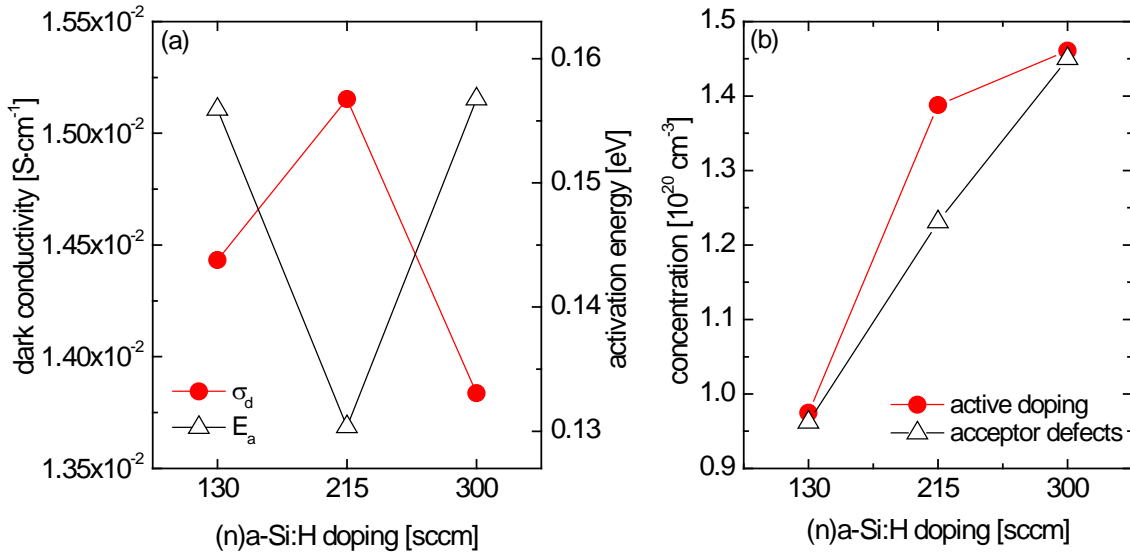 (a)
1.55x10⁻²
1.50x10⁻²
1.45x10⁻²
1.40x10⁻²
1.35x10⁻²
dark conductivity [S·cm⁻¹]
σd
Ea
0.16
0.15
0.14
0.13
activation energy [eV]
130 215 300
(n)a-Si:H doping [sccm]
(b)
1.5
1.4
1.3
1.2
1.1
1.0
0.9
concentration [10²⁰ cm⁻³]
active doping
acceptor defects
130 215 300
(n)a-Si:H doping [sccm]